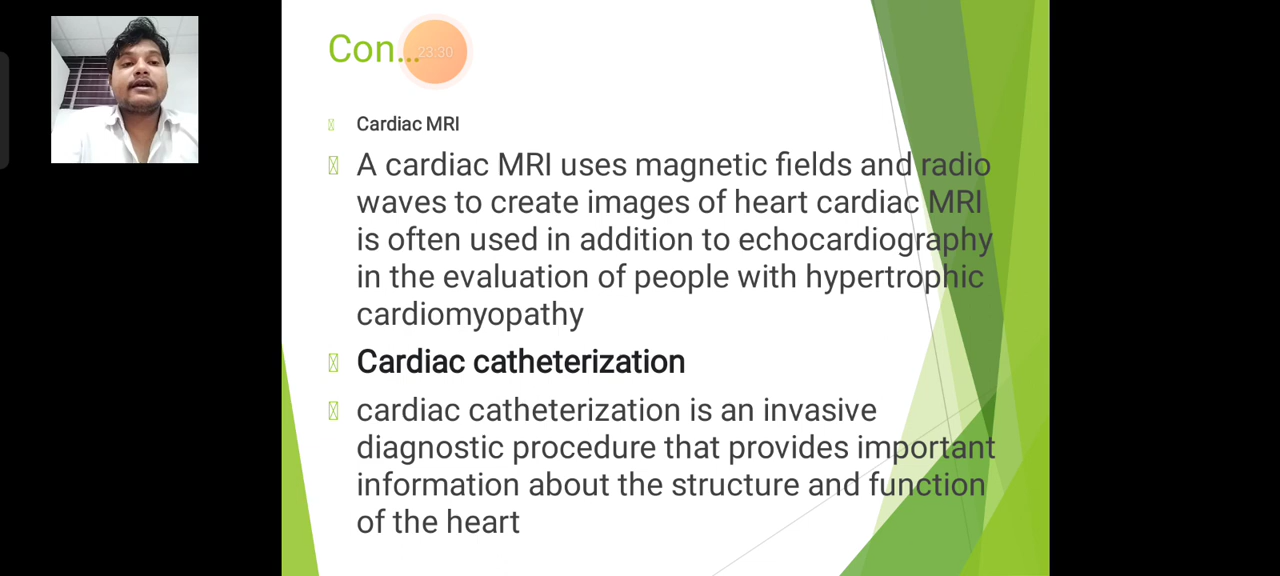 Con...
23:30
Cardiac MRI
A cardiac MRI uses magnetic fields and radio
waves to create images of heart cardiac MRI
is often used in addition to echocardiography
in the evaluation of people with hypertrophic
cardiomyopathy
Cardiac catheterization
cardiac catheterization is an invasive
diagnostic procedure that provides important
information about the structure and function
of the heart